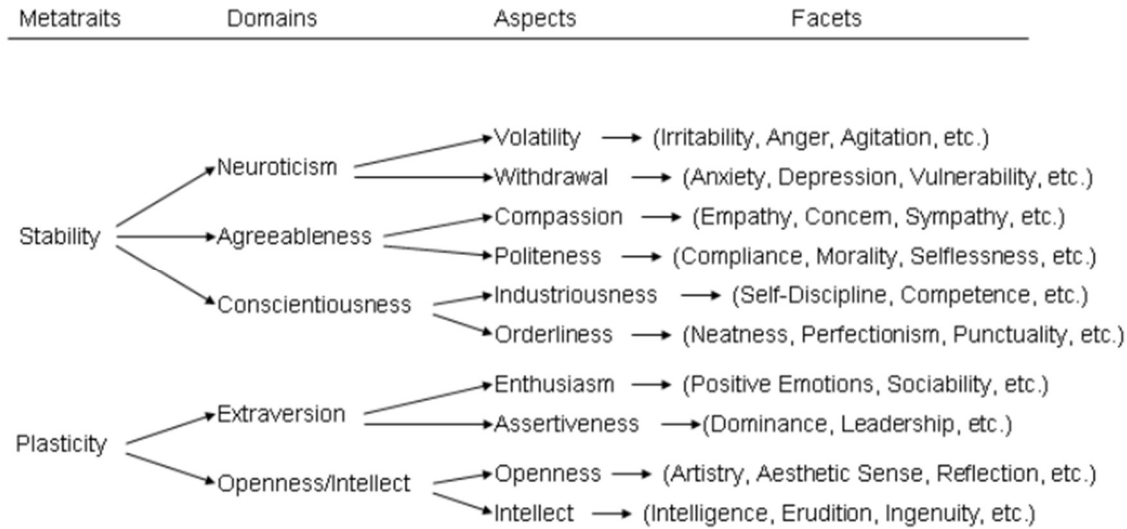 Metatraits Domains Aspects Facets
Volatility (Irritability, Anger, Agitation, etc.)
Neuroticism
Withdrawal (Anxiety, Depression, Vulnerability, etc.)
Compassion (Empathy, Concern, Sympathy, etc.)
Stability Agreeableness
Politeness (Compliance, Morality, Selflessness, etc.)
Industriousness (Self-Discipline, Competence, etc.)
Conscientiousness
Orderliness (Neatness, Perfectionism, Punctuality, etc.)
Enthusiasm (Positive Emotions, Sociability, etc.)
Extraversion
Assertiveness (Dominance, Leadership, etc.)
Plasticity
Openness (Artistry, Aesthetic Sense, Reflection, etc.)
Openness/Intellect
Intellect (Intelligence, Erudition, Ingenuity, etc.)